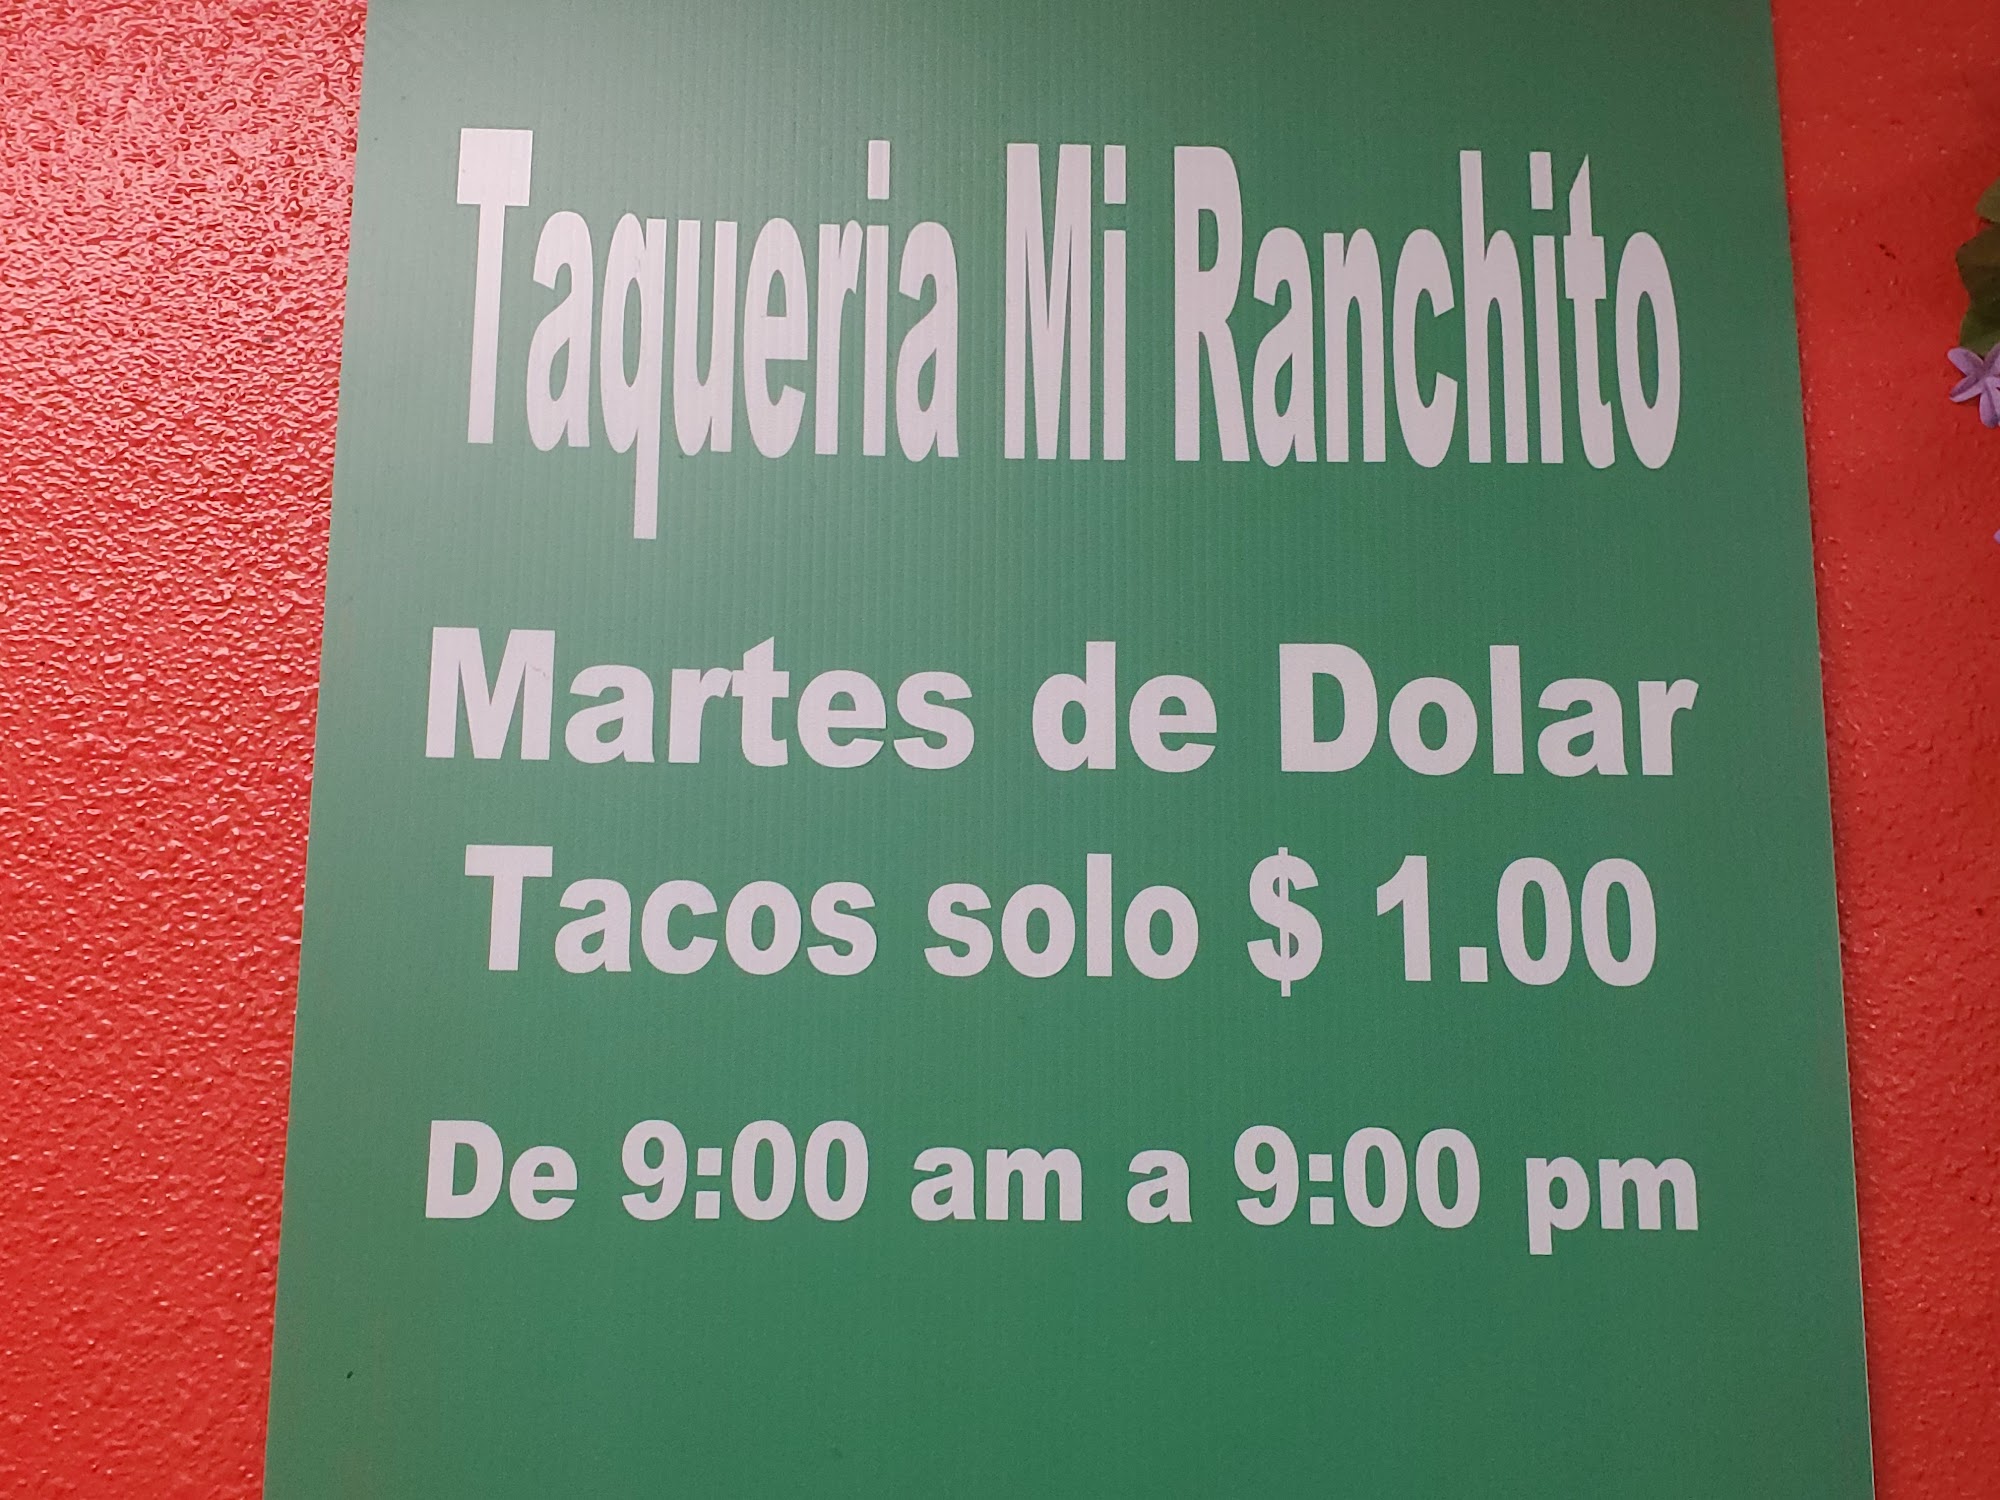 Taqueria Mi Ranchito
Martes de Dolar
Tacos solo $ 1.00
De 9:00 am a 9:00 pm